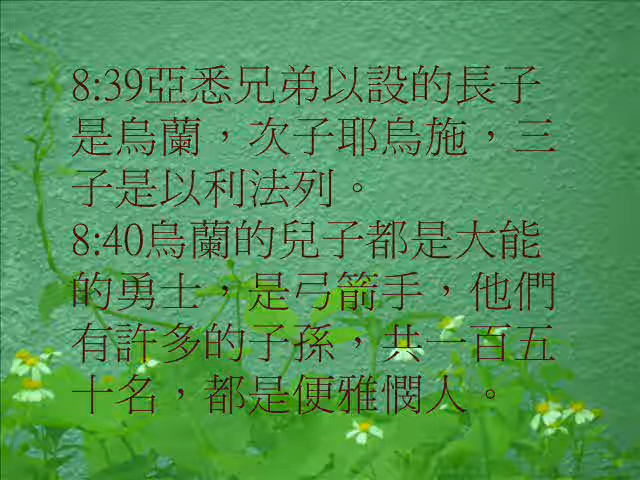 8:39亞悉兄弟以設的長子
是烏蘭，次子耶烏施，三
子是以利法列。
8:40烏蘭的兒子都是大能
的勇士，是弓箭手，他們
有許多的子孫，共一百五
十名，都是便雅憫人。